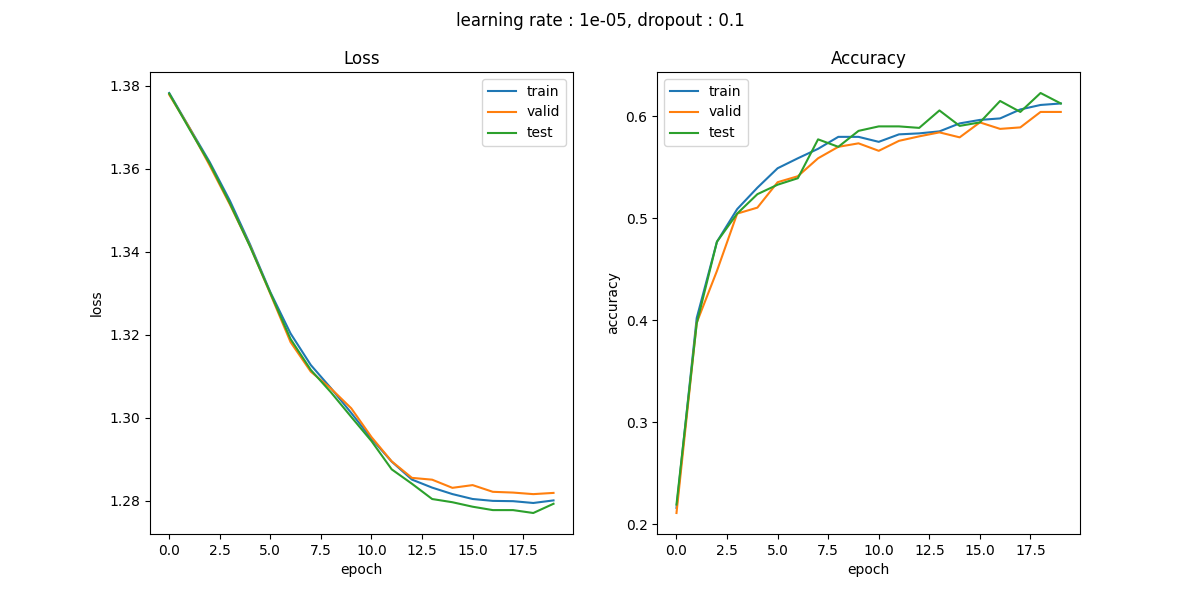 learning rate : 1e-05, dropout : 0.1
Loss
train
valid
test
1.38
1.36
1.34
1.32
1.30
1.28
loss
0.0 2.5 5.0 7.5 10.0 12.5 15.0 17.5
epoch
Accuracy
train
valid
test
0.6
0.5
0.4
0.3
0.2
accuracy
0.0 2.5 5.0 7.5 10.0 12.5 15.0 17.5
epoch